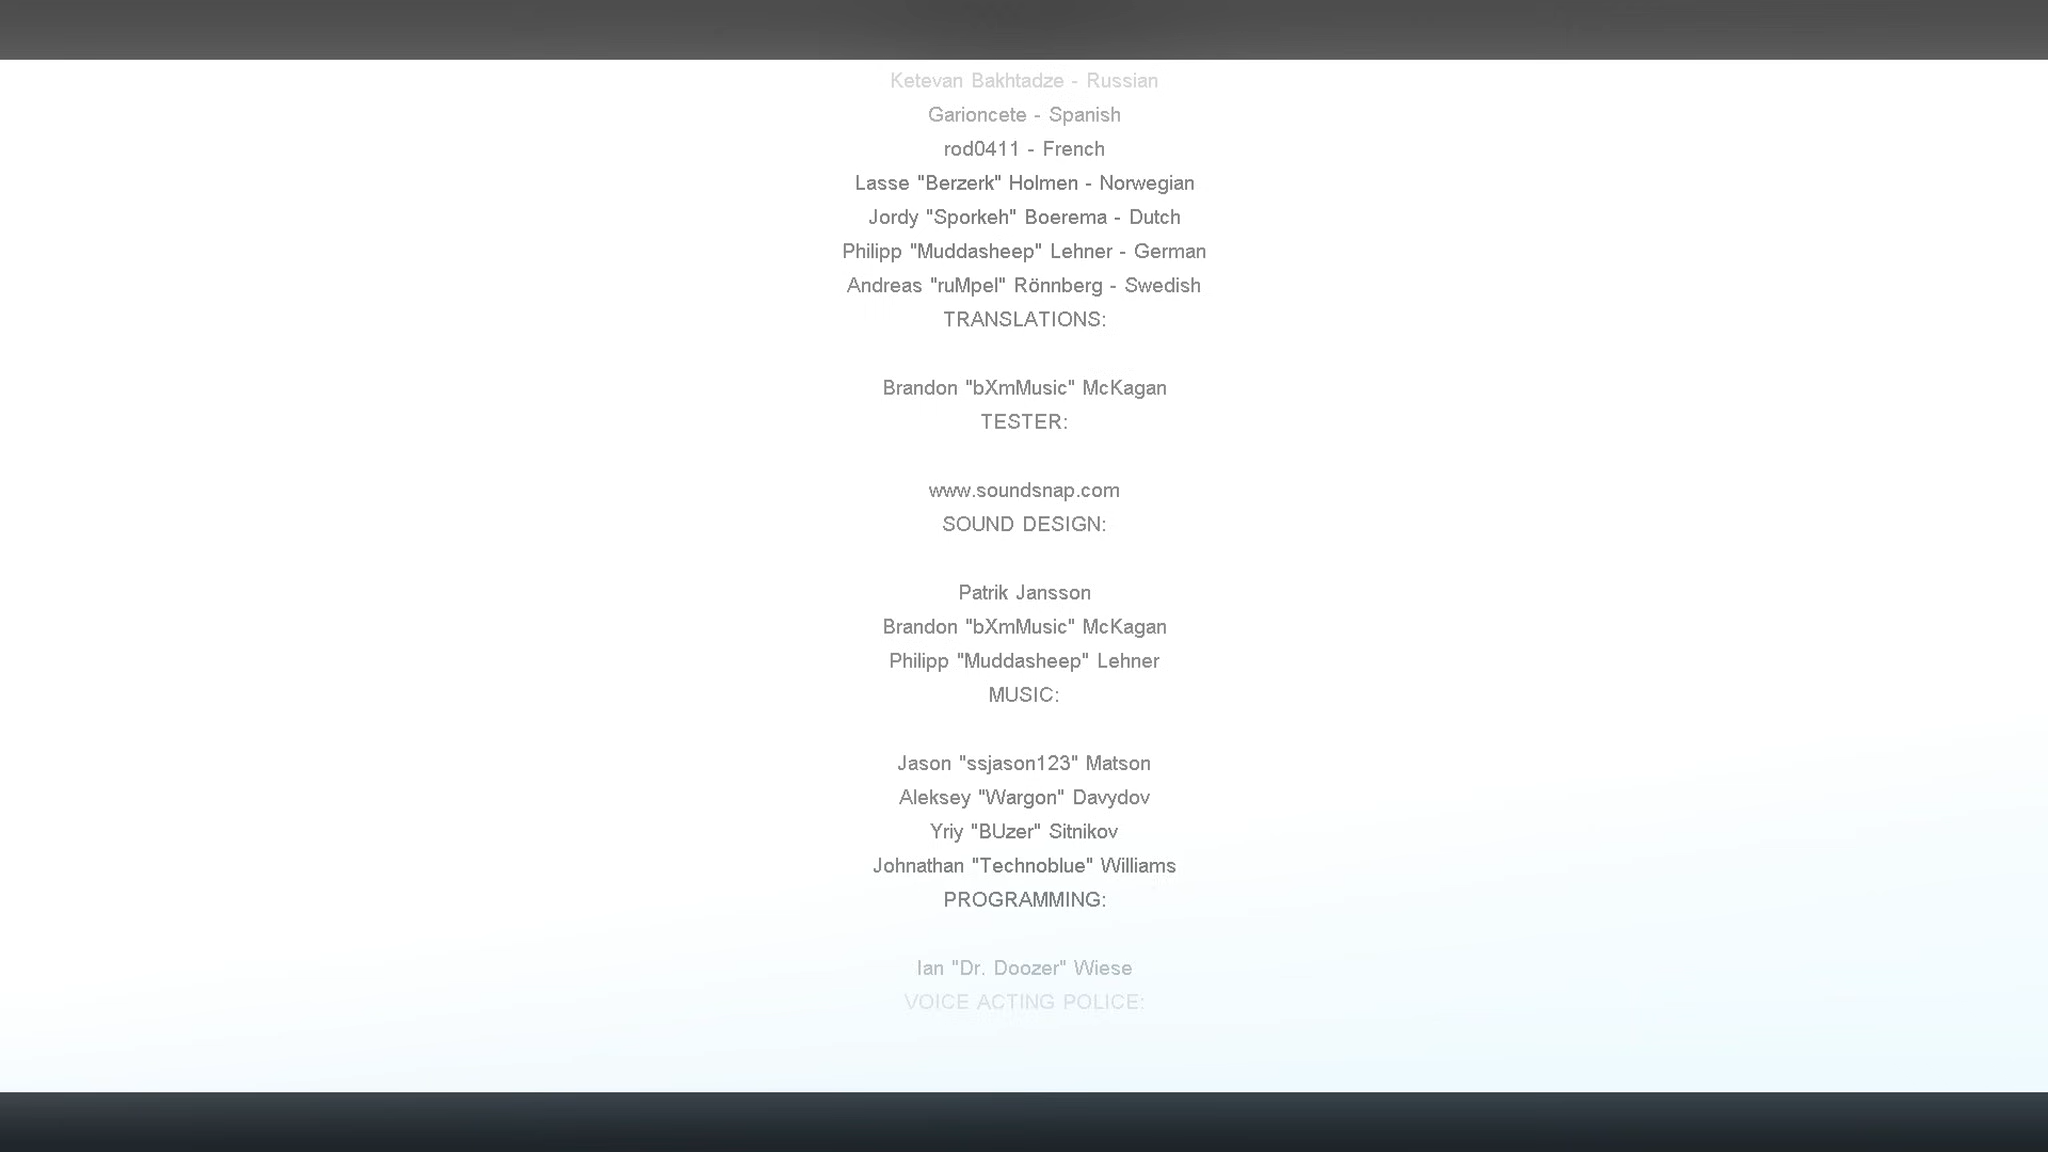 Ketevan Bakhtadze - Russian
Garioncete - Spanish
rod0411 - French
Lasse "Berzerk" Holmen - Norwegian
Jordy "Sporkeh" Boerema - Dutch
Philipp "Muddasheep" Lehner - German
Andreas "ruMpel" Rönnberg - Swedish
TRANSLATIONS:
Brandon "bXmMusic" McKagan
TESTER:
www.soundsnap.com
SOUND DESIGN:
Patrik Jansson
Brandon "bXmMusic" McKagan
Philipp "Muddasheep" Lehner
MUSIC:
Jason "ssjason123" Matson
Aleksey "Wargon" Davydov
Yriy "BUzer" Sitnikov
Johnathan "Technoblue" Williams
PROGRAMMING:
Ian "Dr. Doozer" Wiese
VOICE ACTING POLICE: